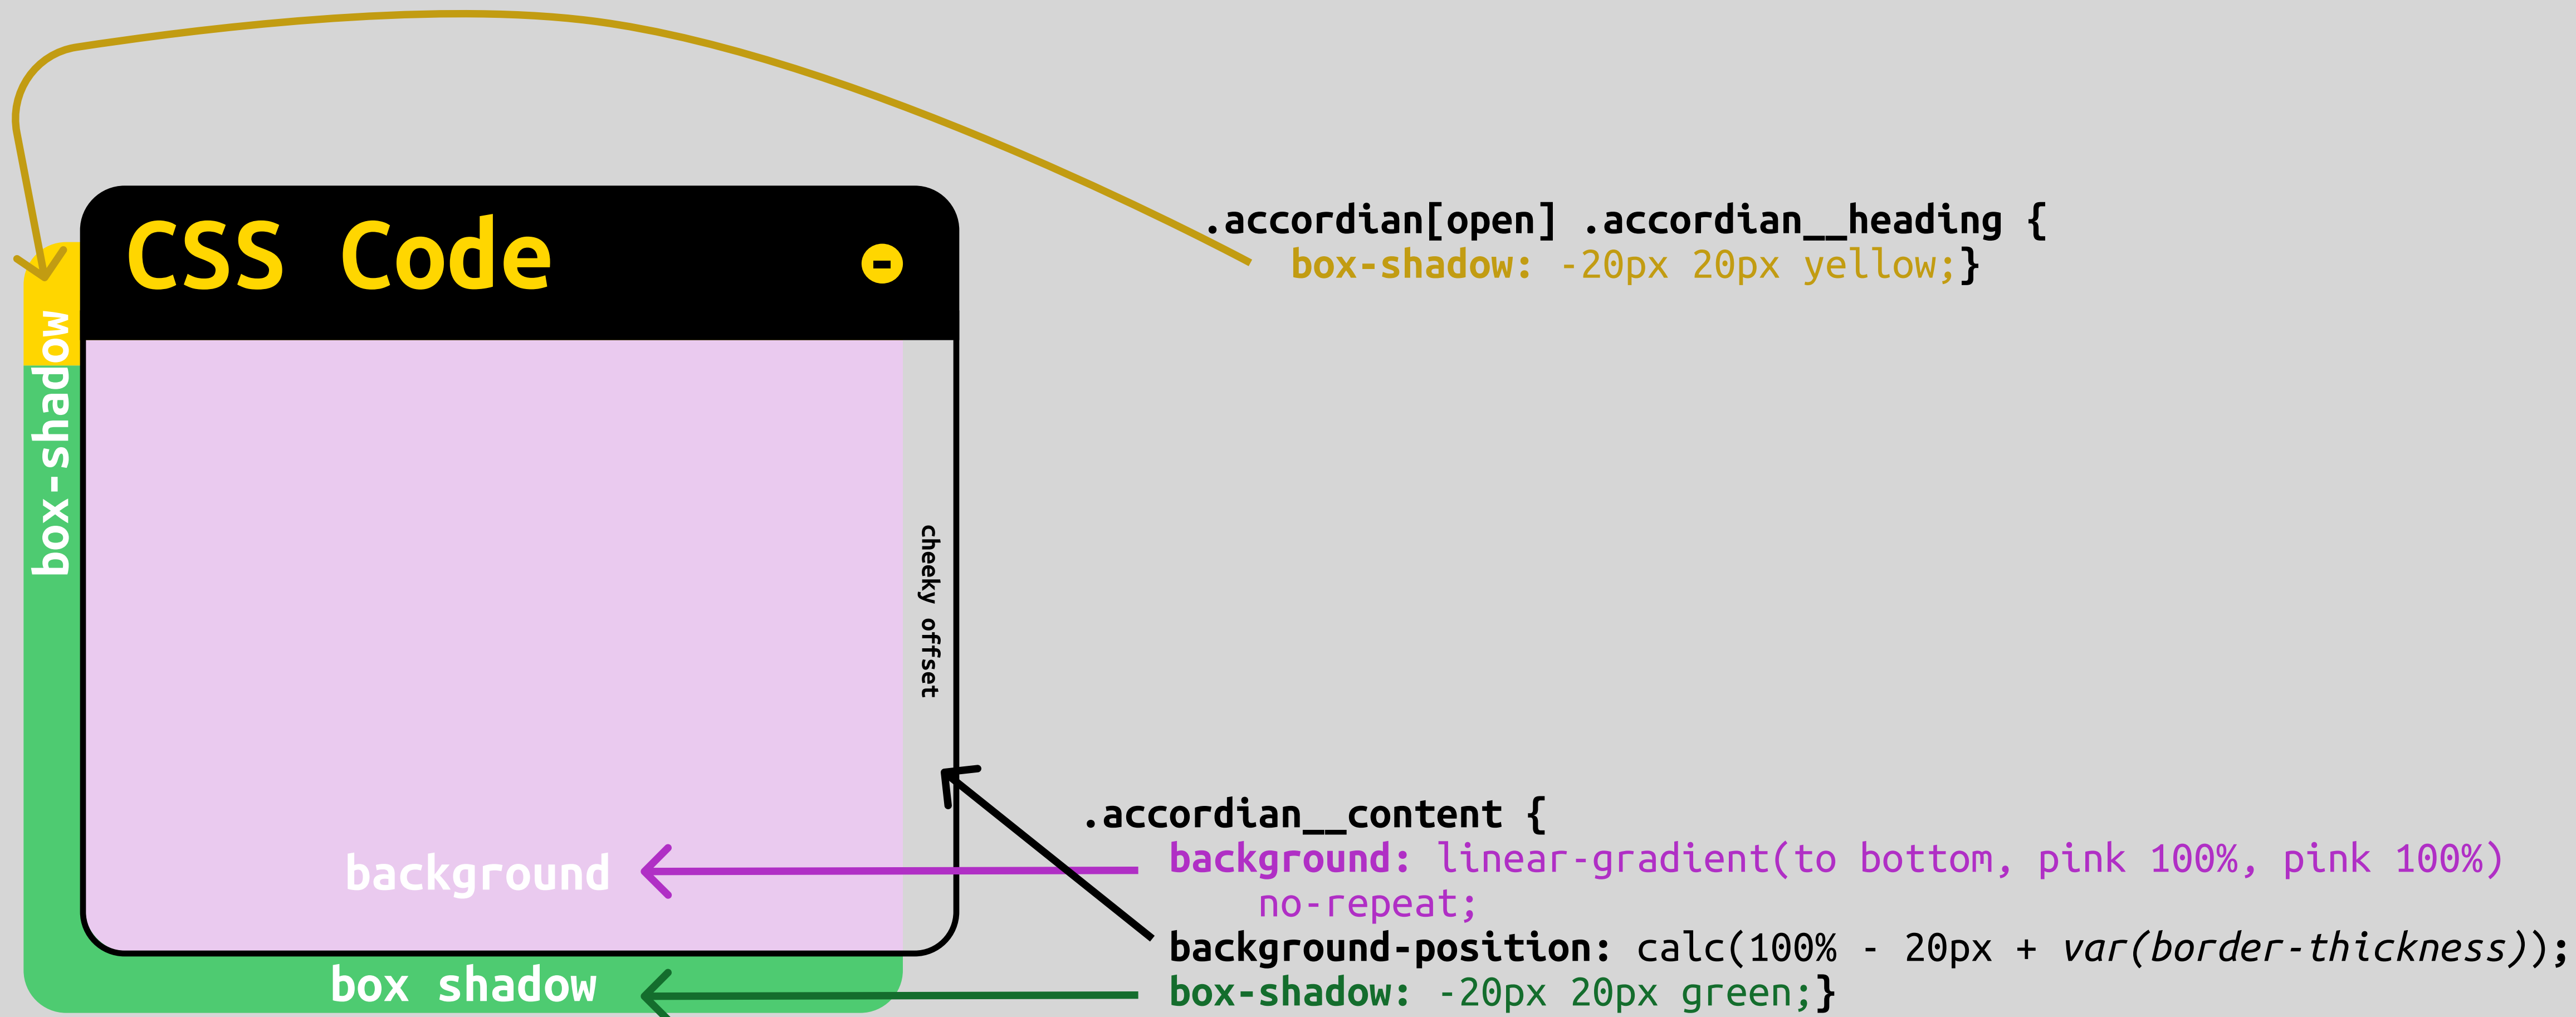 CSS Code
-
box-shadow
cheeky offset
background
box shadow
.accordian[open] .accordian__heading {
box-shadow: -20px 20px yellow;}
.accordian__content {
background: linear-gradient(to bottom, pink 100%, pink 100%)
no-repeat;
background-position: calc(100% - 20px + var(border-thickness));
box-shadow: -20px 20px green;}